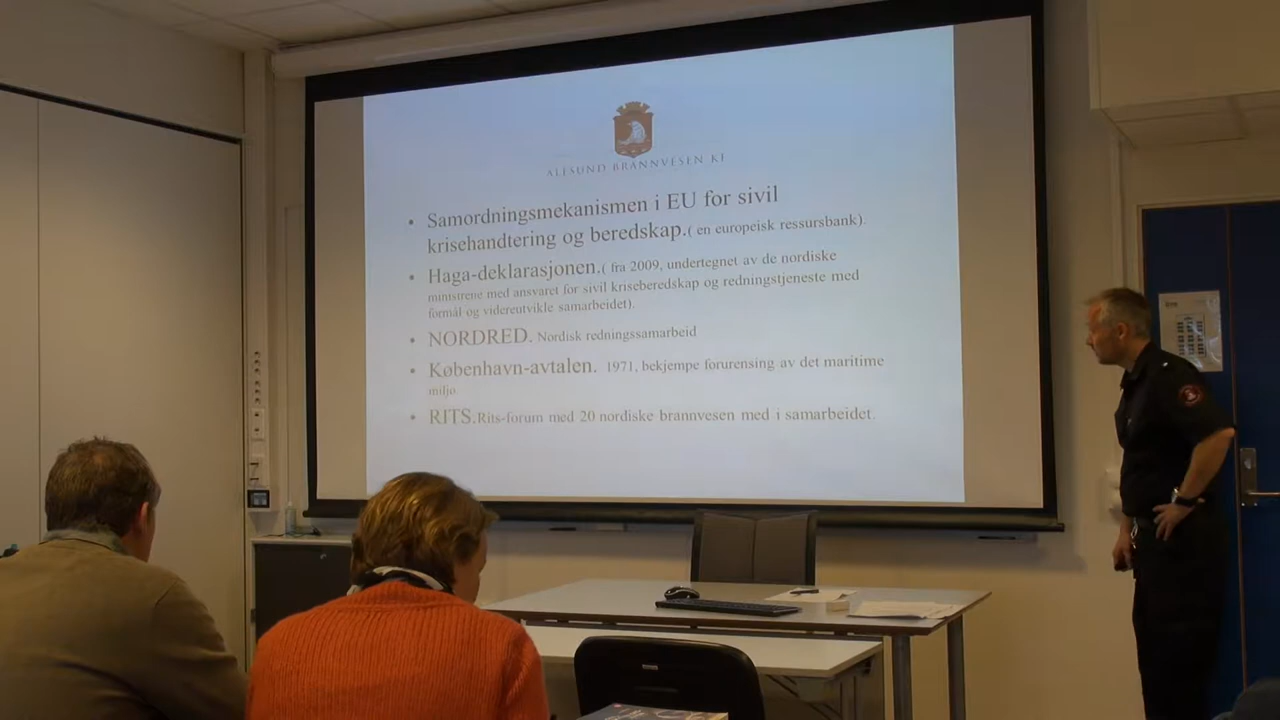 ALESUND BRANNVESEN KF
• Samordningsmekanismen i EU for sivil
krisehandtering og beredskap.( en europeisk ressursbank).
• Haga-deklarasjonen.( fra 2009, undertegnet av de nordiske
ministrene med ansvaret for sivil kriseberedskap og redningstjeneste med
formål og videreutvikle samarbeidet).
• NORDRED. Nordisk redningssamarbeid
• København-avtalen. 1971, bekjempe forurensing av det maritime
miljø.
• RITS.Rits-forum med 20 nordiske brannvesen med i samarbeidet.